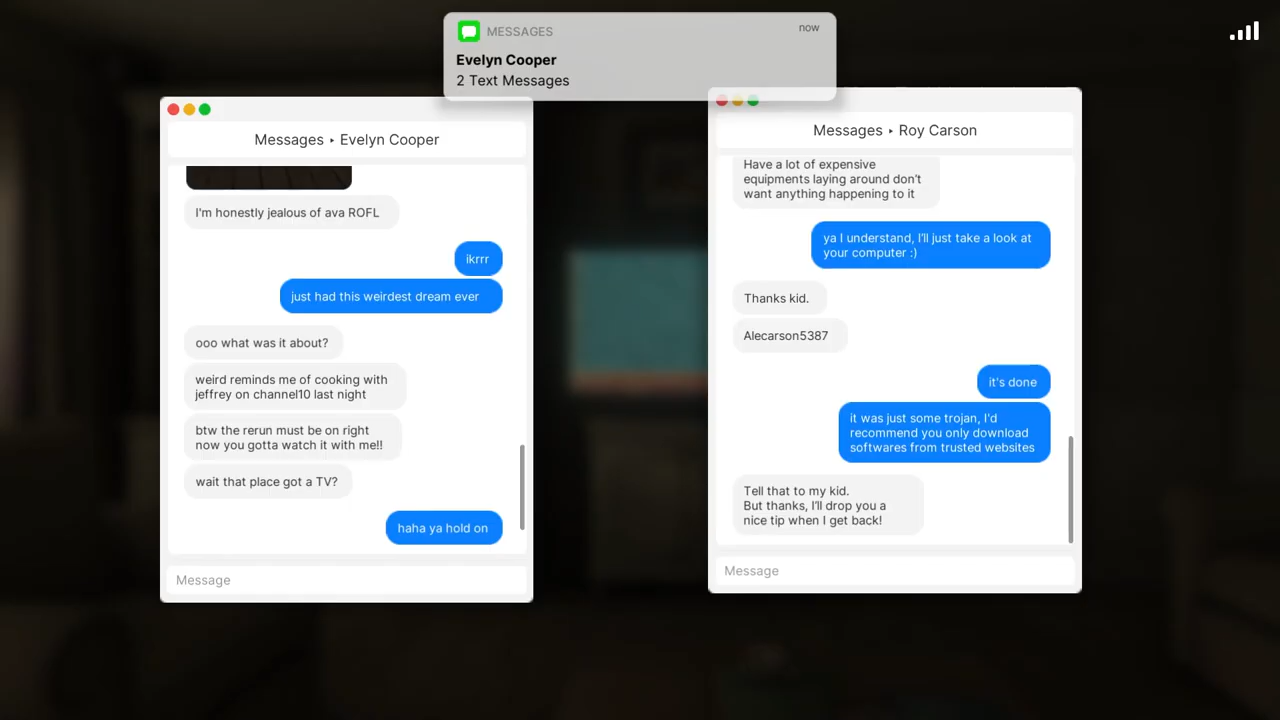 MESSAGES
now
Evelyn Cooper
2 Text Messages
Messages ▸ Evelyn Cooper
I'm honestly jealous of ava ROFL
ikrrr
just had this weirdest dream ever
ooo what was it about?
weird reminds me of cooking with
jeffrey on channel10 last night
btw the rerun must be on right
now you gotta watch it with me!!
wait that place got a TV?
haha ya hold on
Message
Messages ▸ Roy Carson
Have a lot of expensive
equipments laying around don't
want anything happening to it
ya I understand, I'll just take a look at
your computer :)
Thanks kid.
Alecarson5387
it's done
it was just some trojan, I'd
recommend you only download
softwares from trusted websites
Tell that to my kid.
But thanks, I'll drop you a
nice tip when I get back!
Message